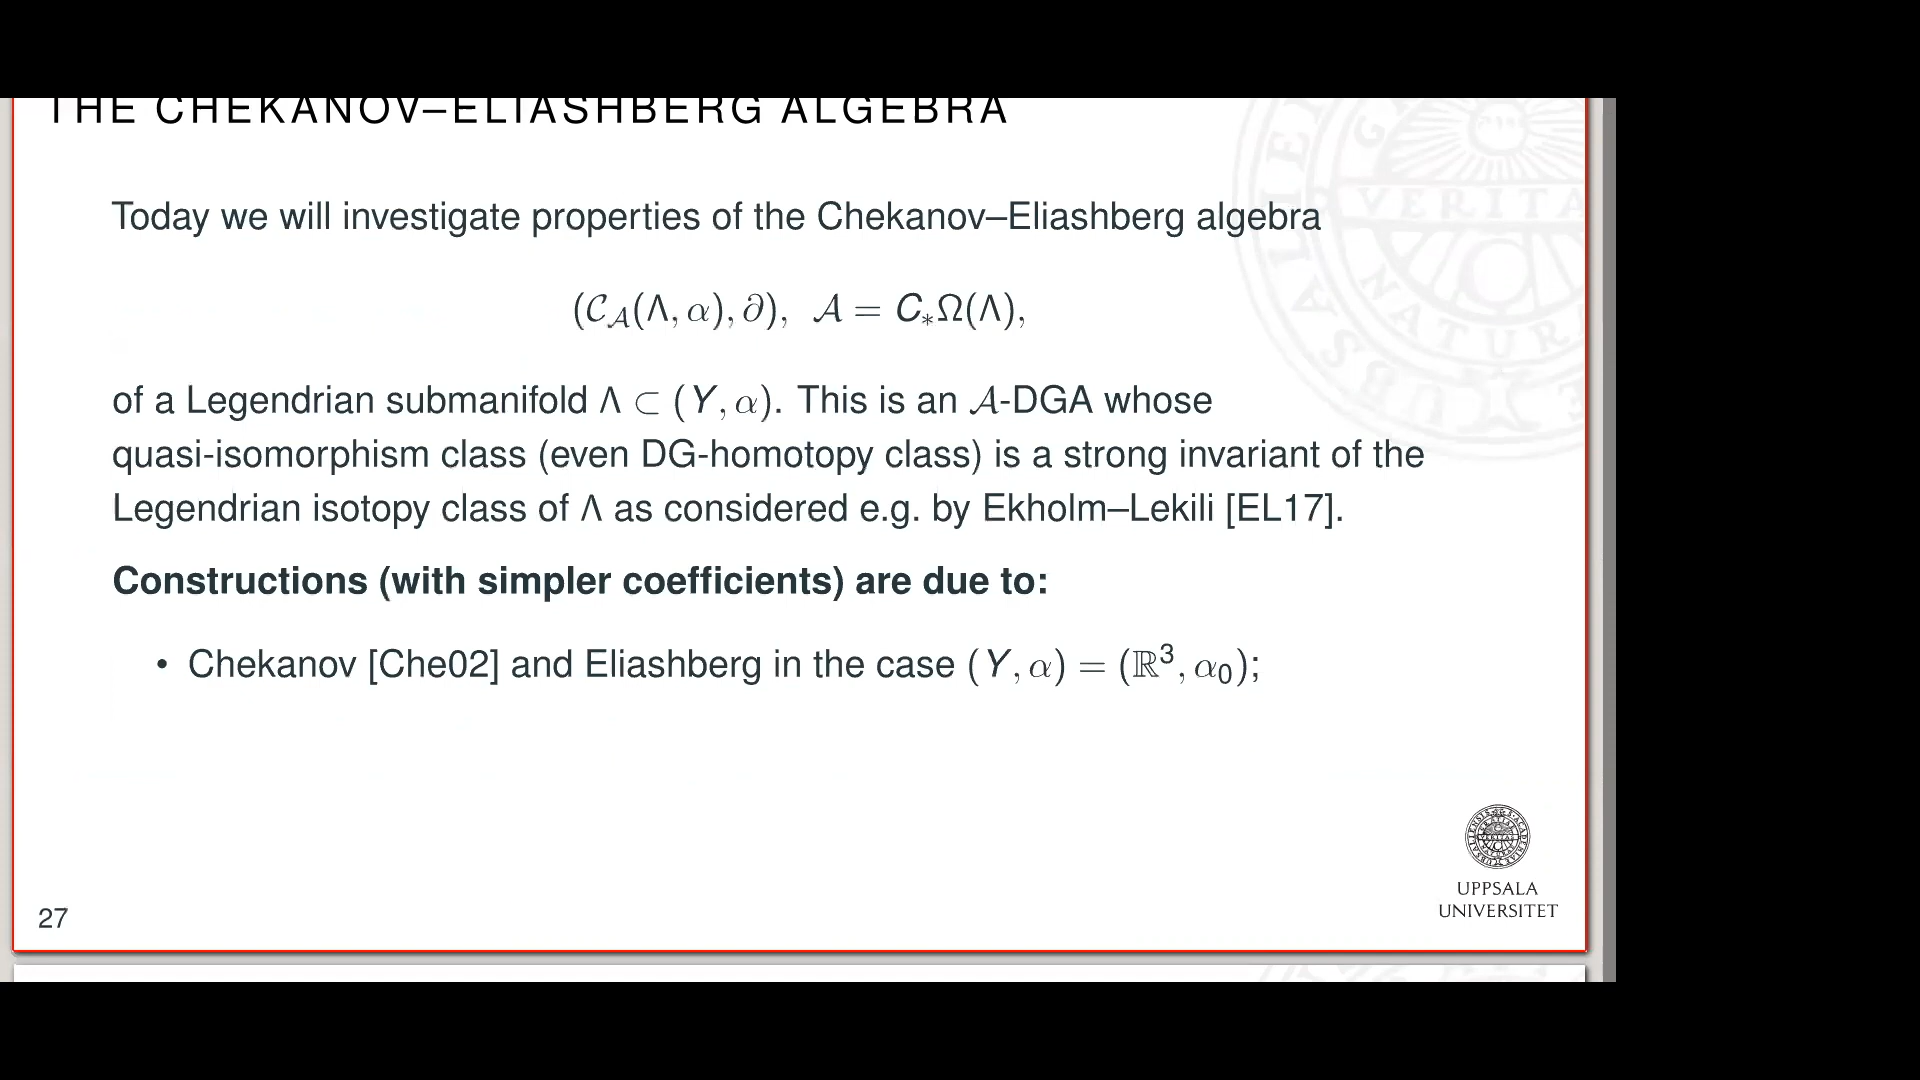 THE CHEKANOV–ELIASHBERG ALGEBRA
Today we will investigate properties of the Chekanov–Eliashberg algebra
(𝒞_𝒜(Λ, α), ∂), 𝒜 = C_*Ω(Λ),
of a Legendrian submanifold Λ ⊂ (Y, α). This is an 𝒜-DGA whose
quasi-isomorphism class (even DG-homotopy class) is a strong invariant of the
Legendrian isotopy class of Λ as considered e.g. by Ekholm–Lekili [EL17].
Constructions (with simpler coefficients) are due to:
• Chekanov [Che02] and Eliashberg in the case (Y, α) = (ℝ³, α₀);
UPPSALA
UNIVERSITET
27